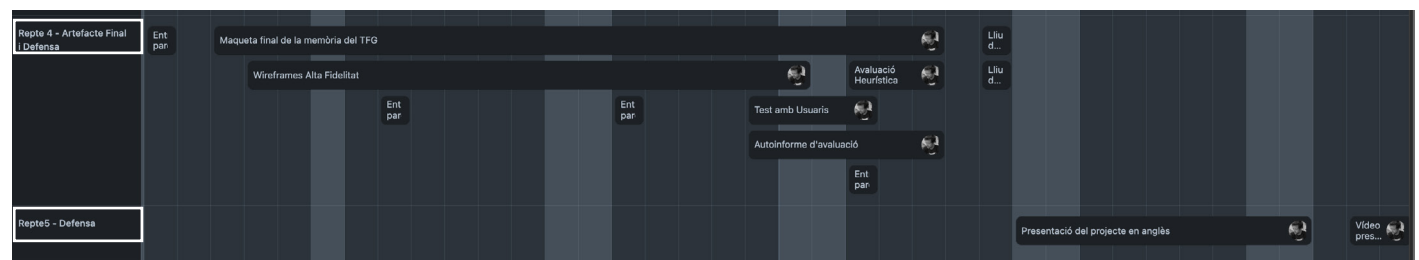 Repte 4 - Artefacte Final
i Defensa
Ent
par
Maqueta final de la memòria del TFG
Lliu
d...
Wireframes Alta Fidelitat
Avaluació
Heurística
Lliu
d...
Ent
par
Ent
par
Test amb Usuaris
Autoinforme d'avaluació
Ent
par
Repte5 - Defensa
Presentació del projecte en anglès
Vídeo
pres...